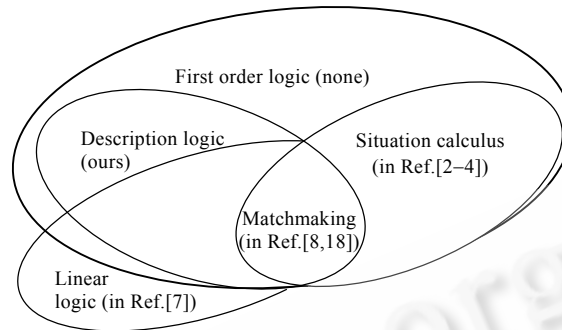 First order logic (none)
Description logic
(ours)
Situation calculus
(in Ref.[2−4])
Matchmaking
(in Ref.[8,18])
Linear
logic (in Ref.[7])
org